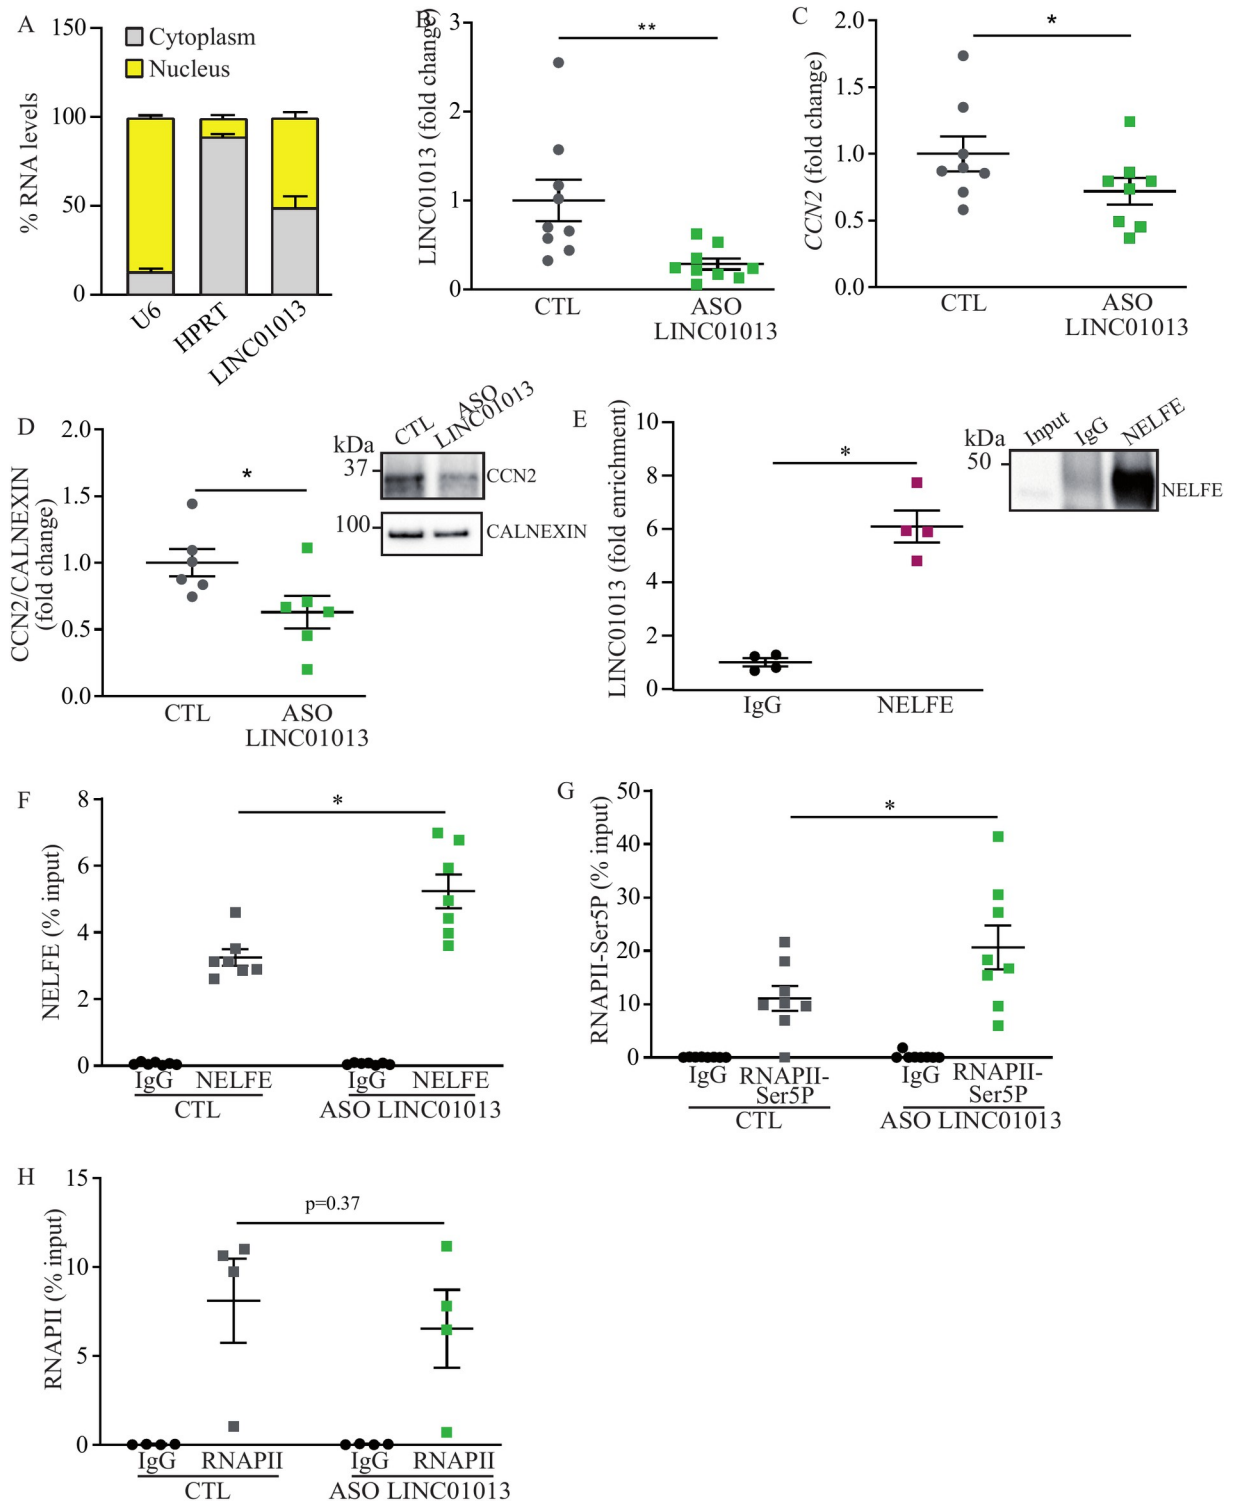 A
150
100
50
0
% RNA levels
Cytoplasm
Nucleus
U6
HPRT
LINC01013
B
3
2
1
0
LINC01013 (fold change)
**
CTL
ASO
LINC01013
C
2.0
1.5
1.0
0.5
0.0
CCN2 (fold change)
*
CTL
ASO
LINC01013
D
2.0
1.5
1.0
0.5
0.0
CCN2/CALNEXIN
(fold change)
*
CTL
ASO
LINC01013
kDa
CTL
ASO
LINC01013
37
CCN2
100
CALNEXIN
E
10
8
6
4
2
0
LINC01013 (fold enrichment)
*
IgG
NELFE
kDa
Input
IgG
NELFE
50
NELFE
F
8
6
4
2
0
NELFE (% input)
*
IgG NELFE
IgG NELFE
CTL
ASO LINC01013
G
50
40
30
20
10
0
RNAPII-Ser5P (% input)
*
IgG
RNAPII-
Ser5P
IgG
RNAPII-
Ser5P
CTL
ASO LINC01013
H
15
10
5
0
RNAPII (% input)
p=0.37
IgG RNAPII
IgG RNAPII
CTL
ASO LINC01013